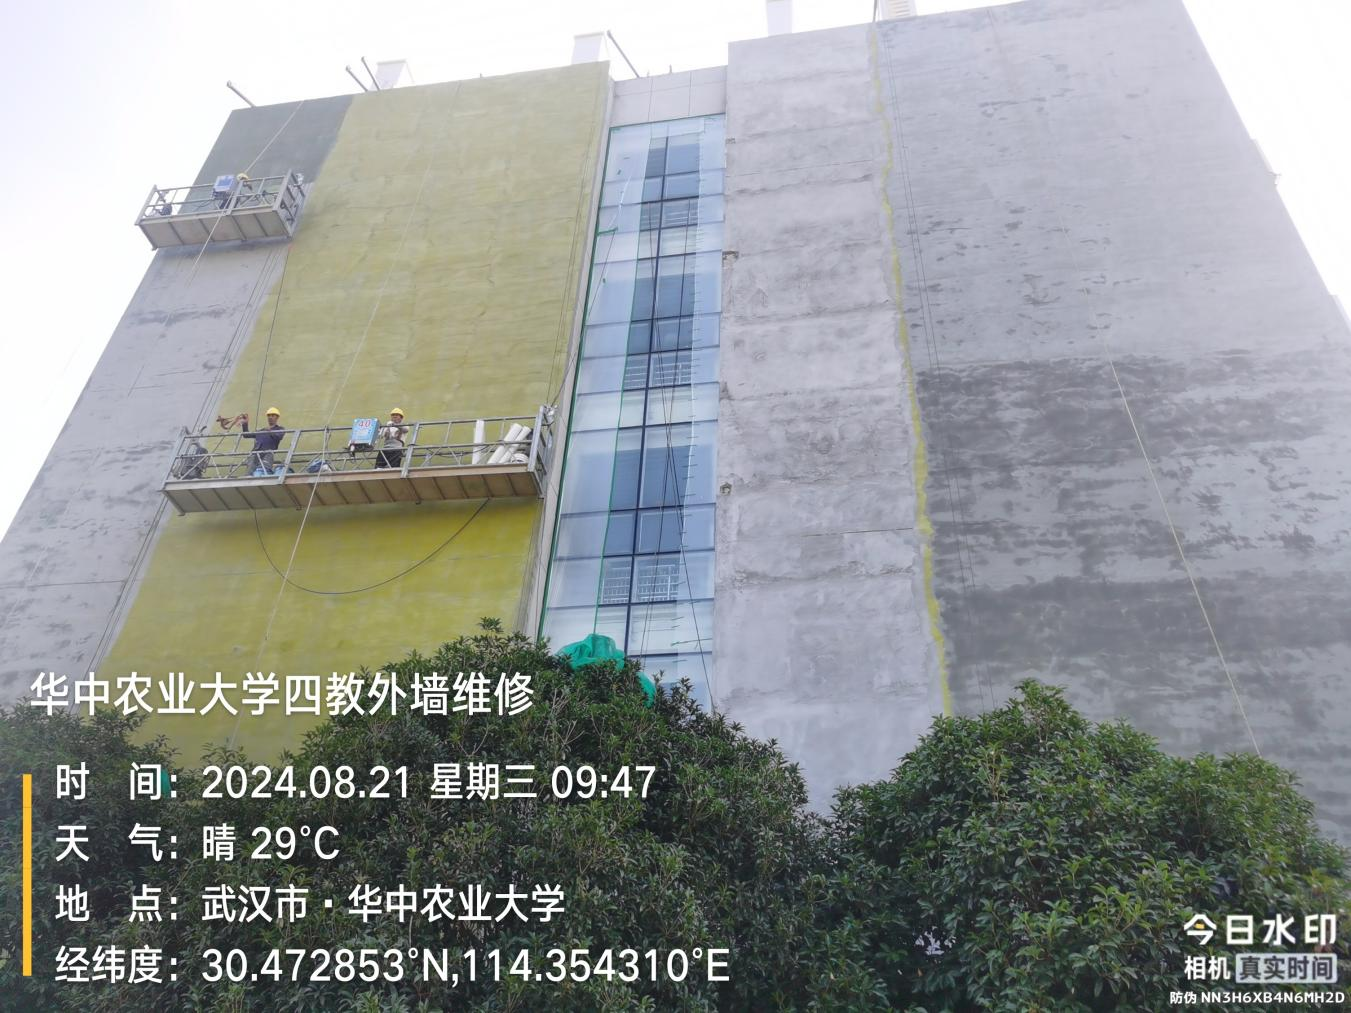 40
华中农业大学四教外墙维修
时 间：2024.08.21 星期三 09:47
天 气：晴 29°C
地 点：武汉市·华中农业大学
经纬度：30.472853°N,114.354310°E
今日水印
相机 真实时间
防伪 NN3H6XB4N6MH2D